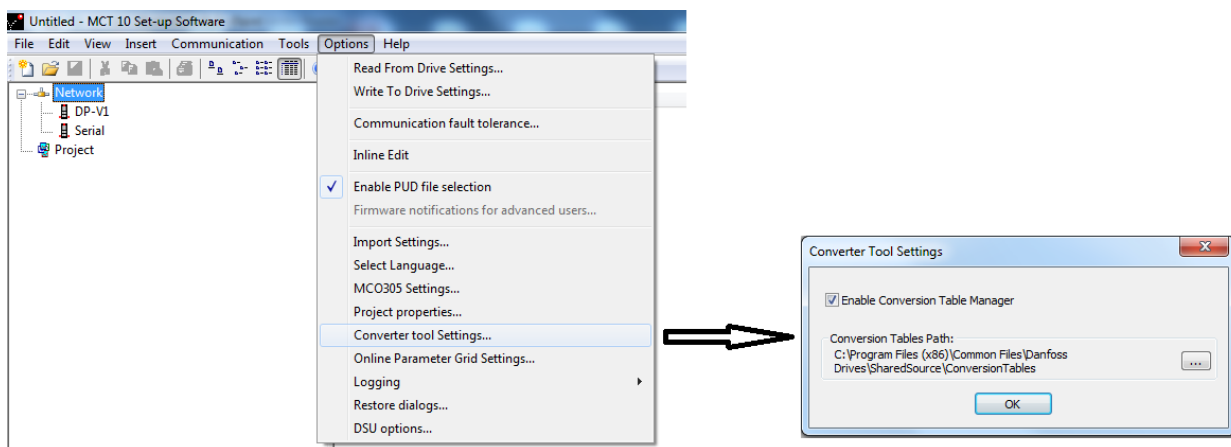 Untitled - MCT 10 Set-up Software
File Edit View Insert Communication Tools Options Help
Network
DP-V1
Serial
Project
Read From Drive Settings...
Write To Drive Settings...
Communication fault tolerance...
Inline Edit
Enable PUD file selection
Firmware notifications for advanced users...
Import Settings...
Select Language...
MCO305 Settings...
Project properties...
Converter tool Settings...
Online Parameter Grid Settings...
Logging
Restore dialogs...
DSU options...
Converter Tool Settings
Enable Conversion Table Manager
Conversion Tables Path:
C:\Program Files (x86)\Common Files\Danfoss
Drives\SharedSource\ConversionTables
...
OK